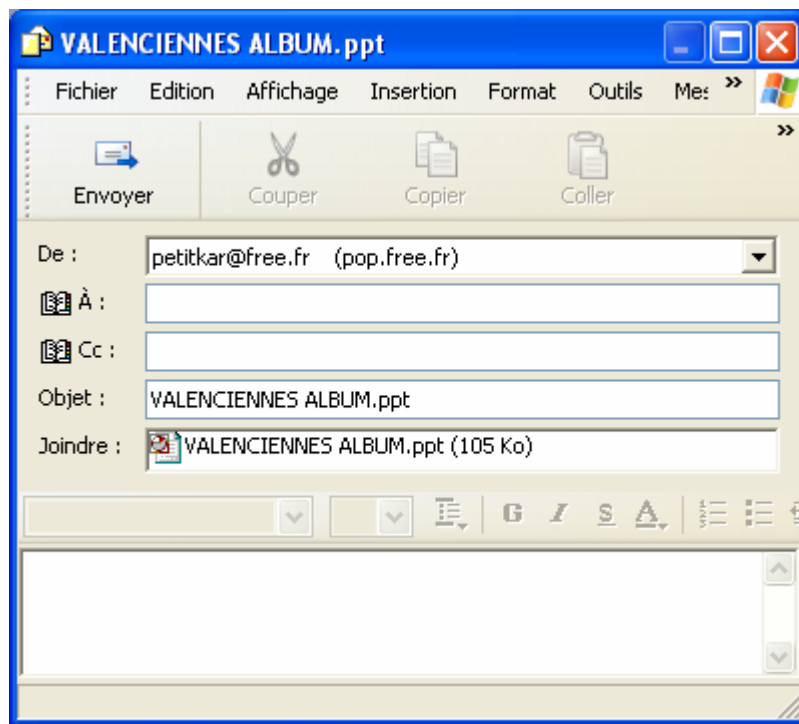 VALENCIENNES ALBUM.ppt
Fichier Edition Affichage Insertion Format Outils Mes »
Envoyer Couper Copier Coller »
De : petitkar@free.fr (pop.free.fr)
À :
Cc :
Objet : VALENCIENNES ALBUM.ppt
Joindre : VALENCIENNES ALBUM.ppt (105 Ko)
G I S A